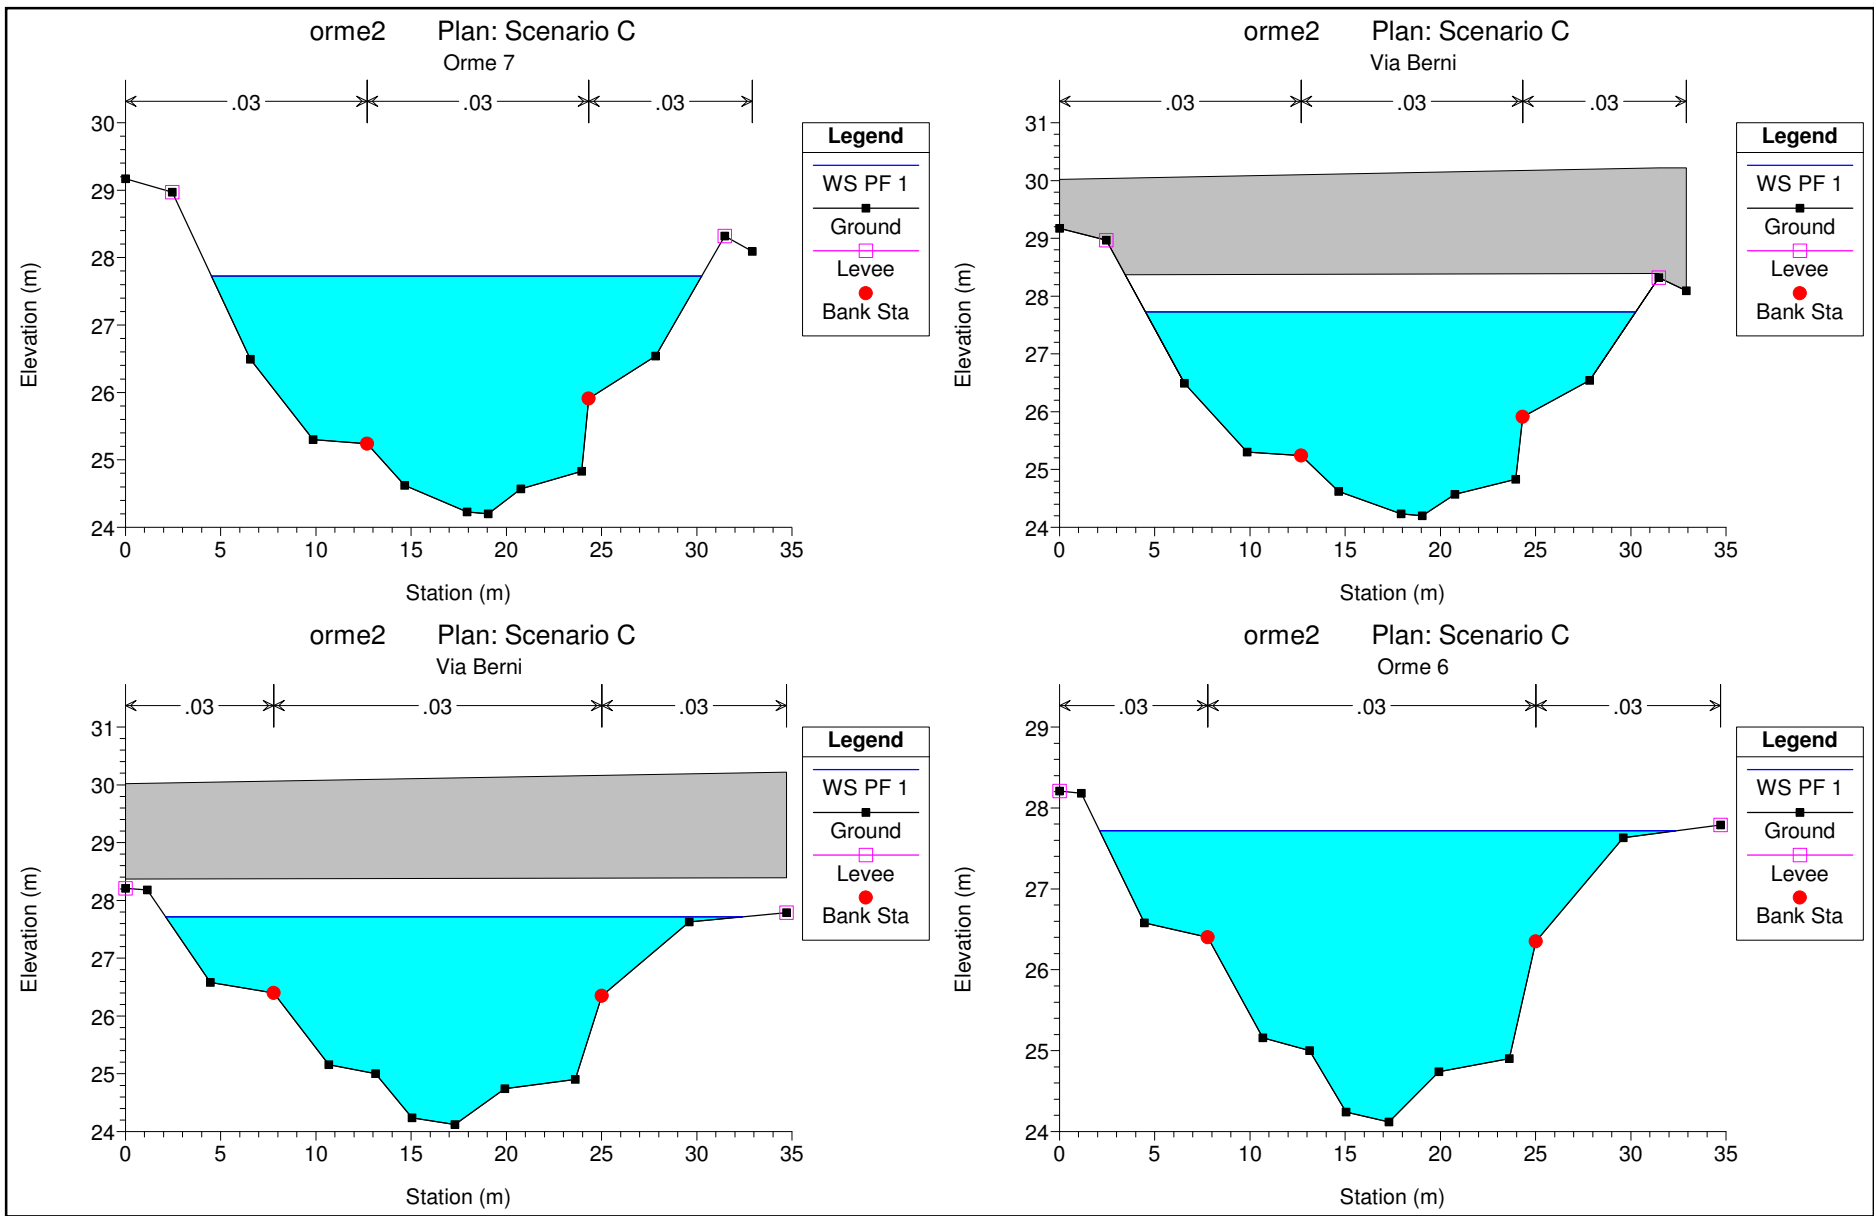 orme2 Plan: Scenario C
Orme 7
.03 .03 .03
30
29
28
27
26
25
24
Elevation (m)
0 5 10 15 20 25 30 35
Station (m)
Legend
WS PF 1
Ground
Levee
Bank Sta
orme2 Plan: Scenario C
Via Berni
.03 .03 .03
31
30
29
28
27
26
25
24
Elevation (m)
0 5 10 15 20 25 30 35
Station (m)
Legend
WS PF 1
Ground
Levee
Bank Sta
orme2 Plan: Scenario C
Via Berni
.03 .03 .03
31
30
29
28
27
26
25
24
Elevation (m)
0 5 10 15 20 25 30 35
Station (m)
Legend
WS PF 1
Ground
Levee
Bank Sta
orme2 Plan: Scenario C
Orme 6
.03 .03 .03
29
28
27
26
25
24
Elevation (m)
0 5 10 15 20 25 30 35
Station (m)
Legend
WS PF 1
Ground
Levee
Bank Sta